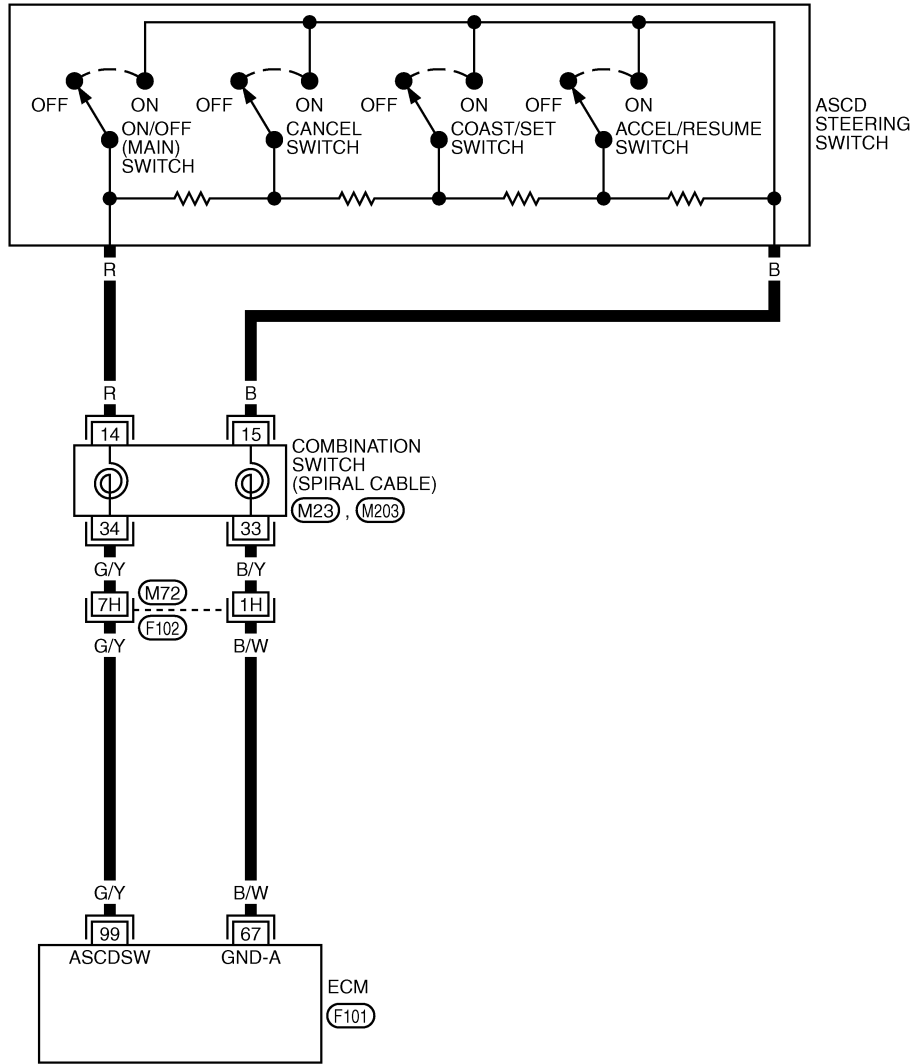 OFF ON OFF ON OFF ON OFF ON
ON/OFF
(MAIN)
SWITCH
CANCEL
SWITCH
COAST/SET
SWITCH
ACCEL/RESUME
SWITCH
ASCD
STEERING
SWITCH
R B
R B
14 15
COMBINATION
SWITCH
(SPIRAL CABLE)
M23 , M203
34 33
G/Y B/Y
M72
7H 1H
F102
G/Y B/W
G/Y B/W
99 67
ASCDSW GND-A
ECM
F101